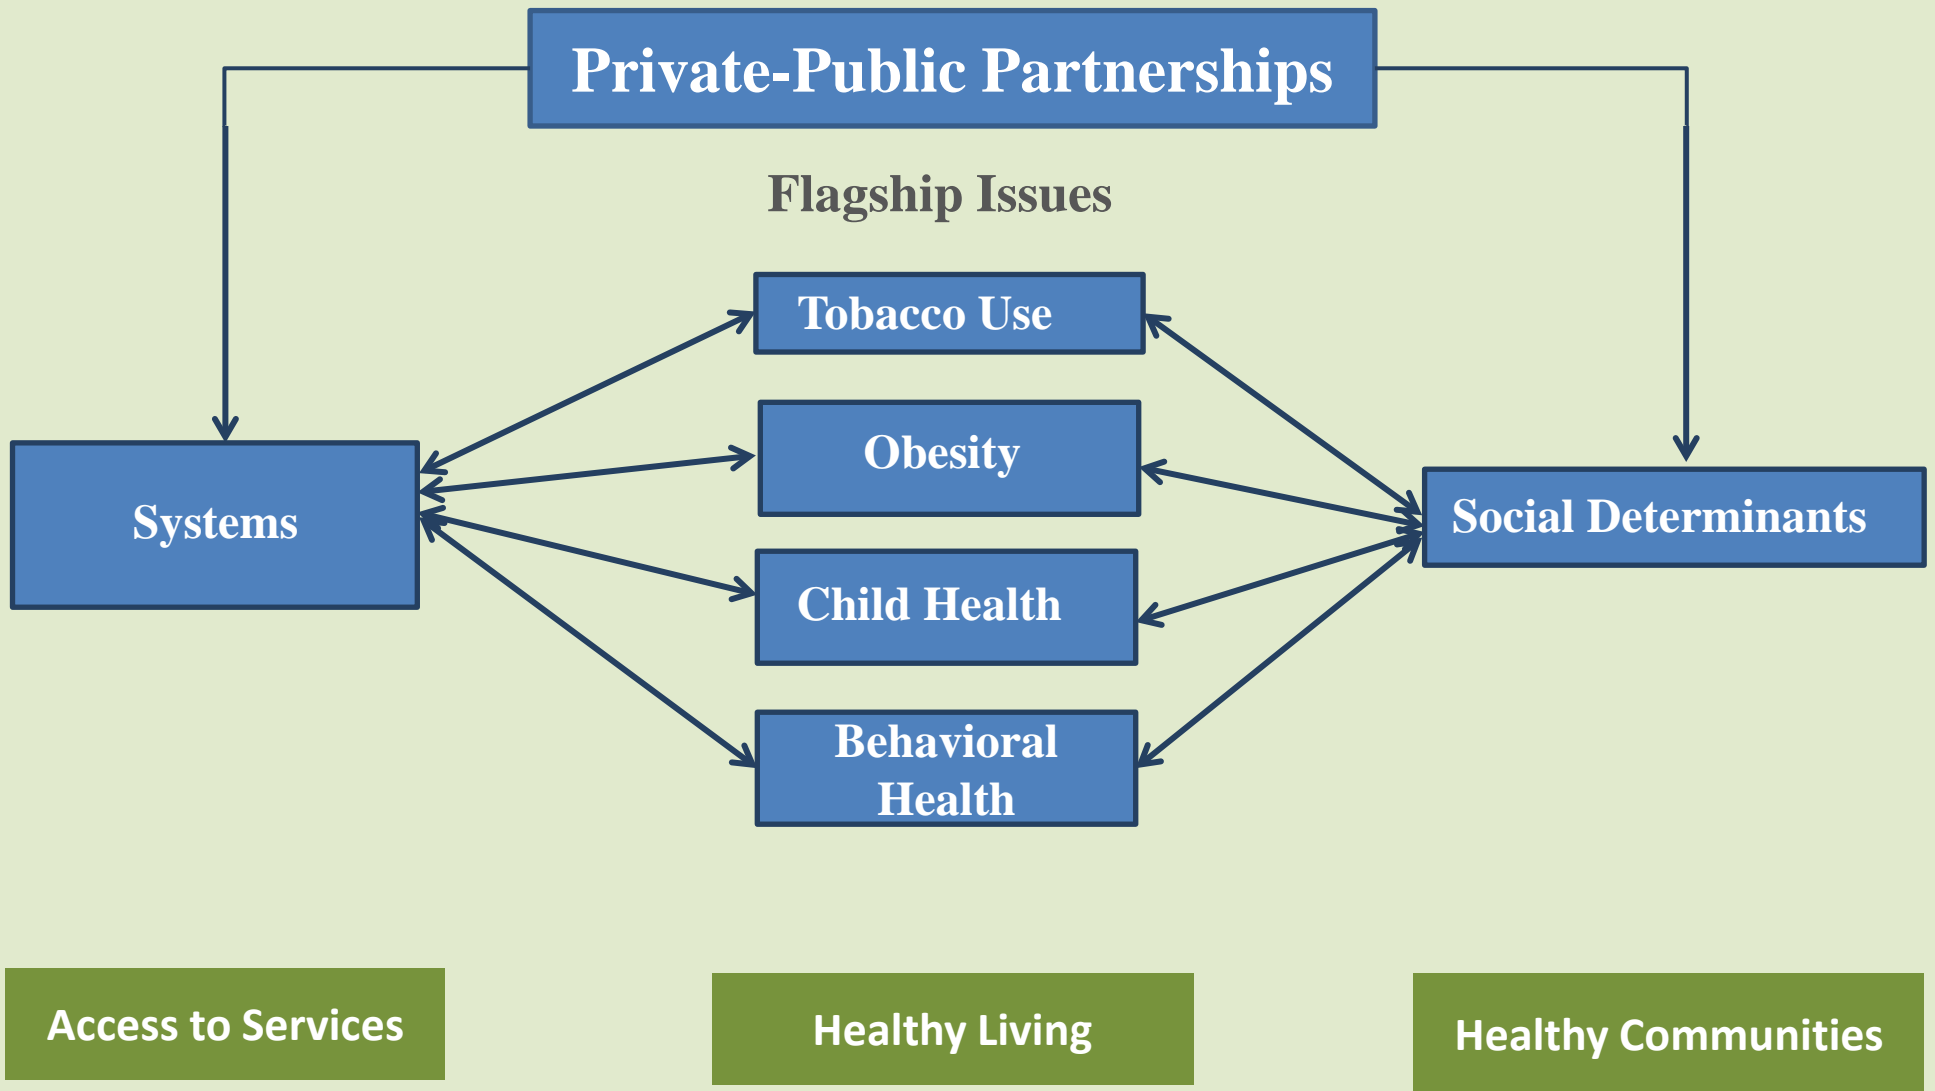 Private-Public Partnerships
Flagship Issues
Tobacco Use
Obesity
Systems
Social Determinants
Child Health
Behavioral
Health
Access to Services
Healthy Living
Healthy Communities